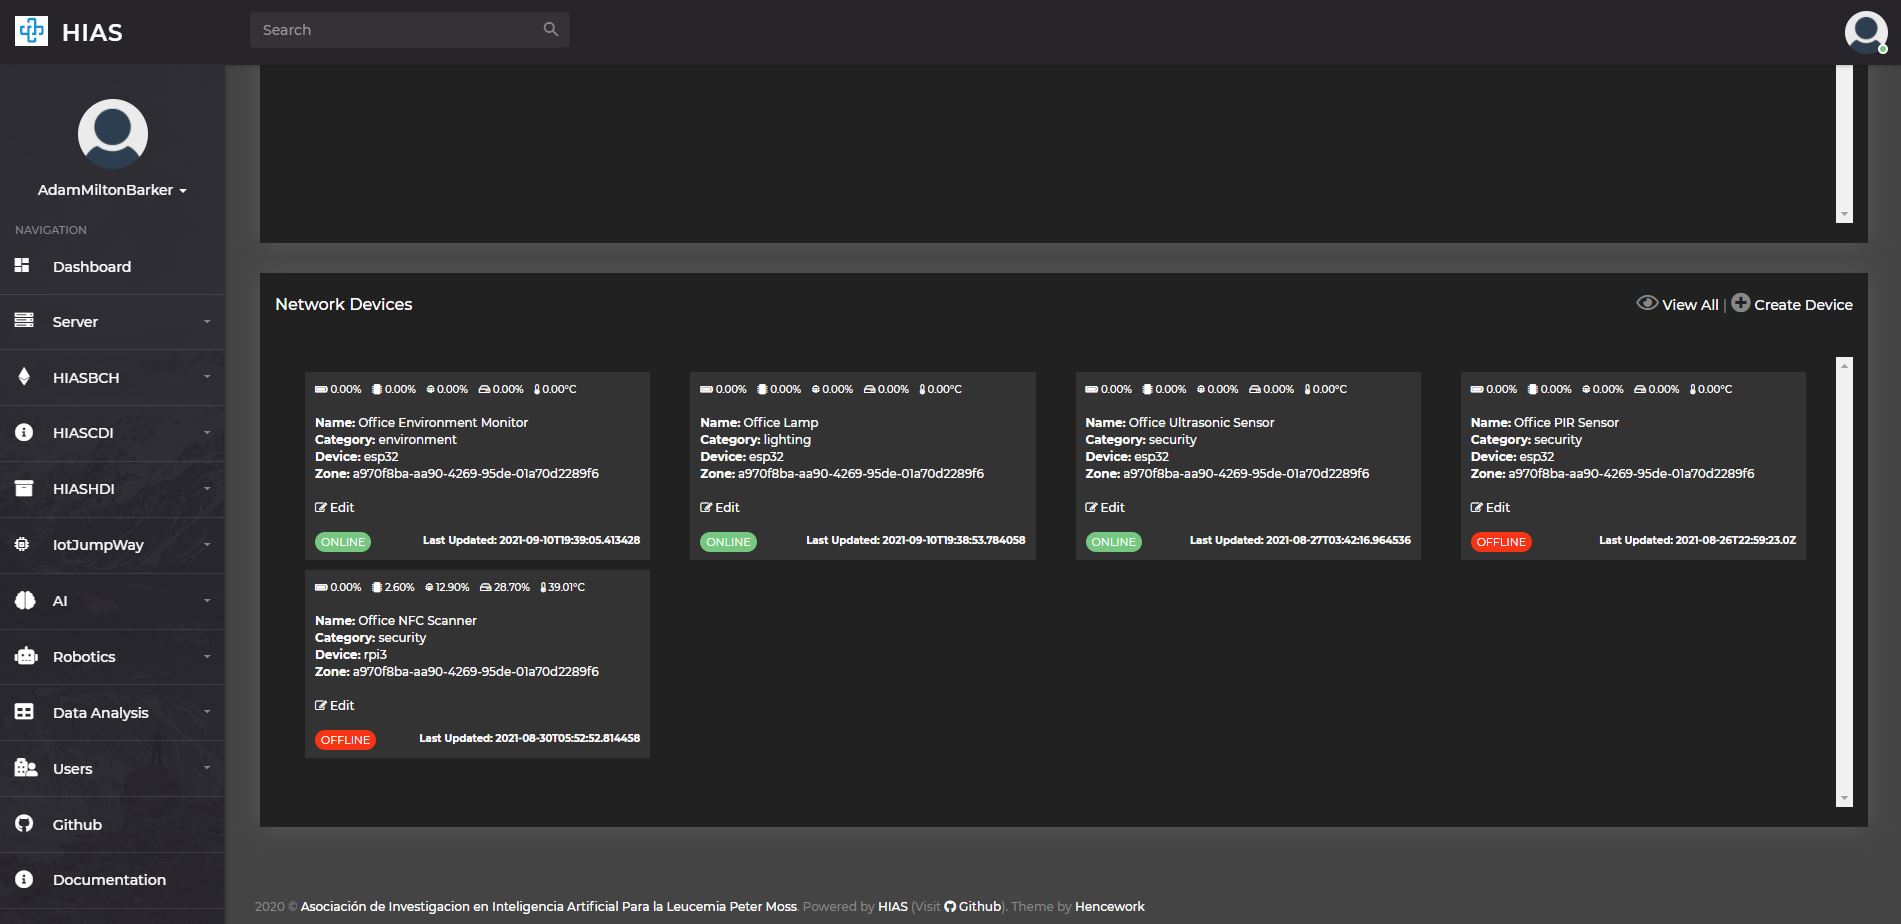 HIAS
Search
AdamMiltonBarker
NAVIGATION
Dashboard
Server
HIASBCH
HIASCDI
HIASHDI
IotJumpWay
AI
Robotics
Data Analysis
Users
Github
Documentation
Network Devices
View All | Create Device
0.00% 0.00% 0.00% 0.00% 0.00°C
Name: Office Environment Monitor
Category: environment
Device: esp32
Zone: a970f8ba-aa90-4269-95de-01a70d2289f6
Edit
ONLINE Last Updated: 2021-09-10T19:39:05.413428
0.00% 0.00% 0.00% 0.00% 0.00°C
Name: Office Lamp
Category: lighting
Device: esp32
Zone: a970f8ba-aa90-4269-95de-01a70d2289f6
Edit
ONLINE Last Updated: 2021-09-10T19:38:53.784058
0.00% 0.00% 0.00% 0.00% 0.00°C
Name: Office Ultrasonic Sensor
Category: security
Device: esp32
Zone: a970f8ba-aa90-4269-95de-01a70d2289f6
Edit
ONLINE Last Updated: 2021-08-27T03:42:16.964536
0.00% 0.00% 0.00% 0.00% 0.00°C
Name: Office PIR Sensor
Category: security
Device: esp32
Zone: a970f8ba-aa90-4269-95de-01a70d2289f6
Edit
OFFLINE Last Updated: 2021-08-26T22:59:23.0Z
0.00% 2.60% 12.90% 28.70% 39.01°C
Name: Office NFC Scanner
Category: security
Device: rpi3
Zone: a970f8ba-aa90-4269-95de-01a70d2289f6
Edit
OFFLINE Last Updated: 2021-08-30T05:52:52.814458
2020 © Asociación de Investigacion en Inteligencia Artificial Para la Leucemia Peter Moss. Powered by HIAS (Visit Github). Theme by Hencework